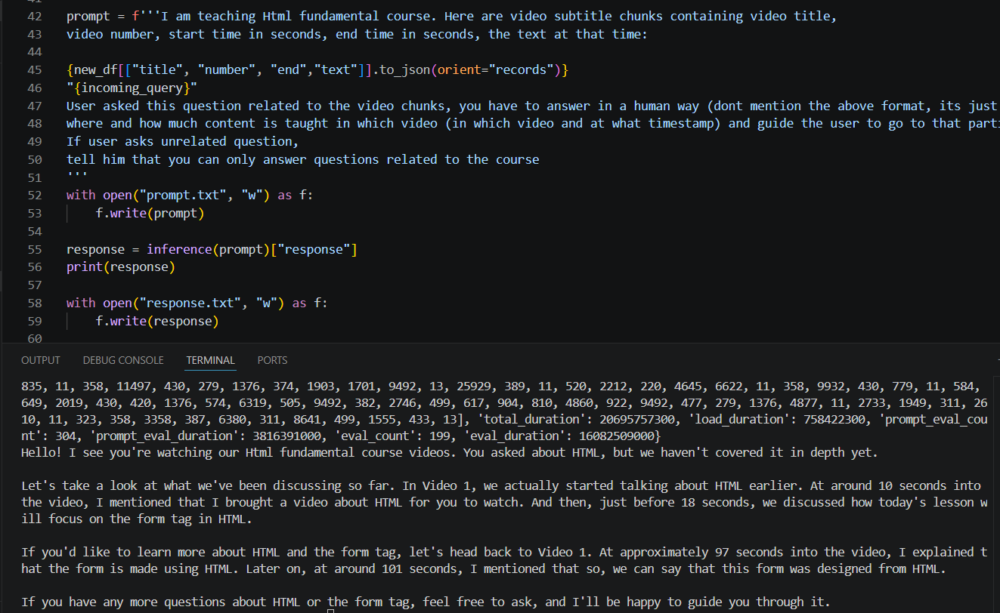 41
42 prompt = f'''I am teaching Html fundamental course. Here are video subtitle chunks containing video title,
43 video number, start time in seconds, end time in seconds, the text at that time:
44
45 {new_df[["title", "number", "end","text"]].to_json(orient="records")}
46 "{incoming_query}"
47 User asked this question related to the video chunks, you have to answer in a human way (dont mention the above format, its just
48 where and how much content is taught in which video (in which video and at what timestamp) and guide the user to go to that parti
49 If user asks unrelated question,
50 tell him that you can only answer questions related to the course
51 '''
52 with open("prompt.txt", "w") as f:
53     f.write(prompt)
54
55 response = inference(prompt)["response"]
56 print(response)
57
58 with open("response.txt", "w") as f:
59     f.write(response)
60
OUTPUT DEBUG CONSOLE TERMINAL PORTS
835, 11, 358, 11497, 430, 279, 1376, 374, 1903, 1701, 9492, 13, 25929, 389, 11, 520, 2212, 220, 4645, 6622, 11, 358, 9932, 430, 779, 11, 584,
649, 2019, 430, 420, 1376, 574, 6319, 505, 9492, 382, 2746, 499, 617, 904, 810, 4860, 922, 9492, 477, 279, 1376, 4877, 11, 2733, 1949, 311, 26
10, 11, 323, 358, 3358, 387, 6380, 311, 8641, 499, 1555, 433, 13], 'total_duration': 20695757300, 'load_duration': 758422300, 'prompt_eval_cou
nt': 304, 'prompt_eval_duration': 3816391000, 'eval_count': 199, 'eval_duration': 16082509000}
Hello! I see you're watching our Html fundamental course videos. You asked about HTML, but we haven't covered it in depth yet.
Let's take a look at what we've been discussing so far. In Video 1, we actually started talking about HTML earlier. At around 10 seconds into
the video, I mentioned that I brought a video about HTML for you to watch. And then, just before 18 seconds, we discussed how today's lesson w
ill focus on the form tag in HTML.
If you'd like to learn more about HTML and the form tag, let's head back to Video 1. At approximately 97 seconds into the video, I explained t
hat the form is made using HTML. Later on, at around 101 seconds, I mentioned that so, we can say that this form was designed from HTML.
If you have any more questions about HTML or the form tag, feel free to ask, and I'll be happy to guide you through it.